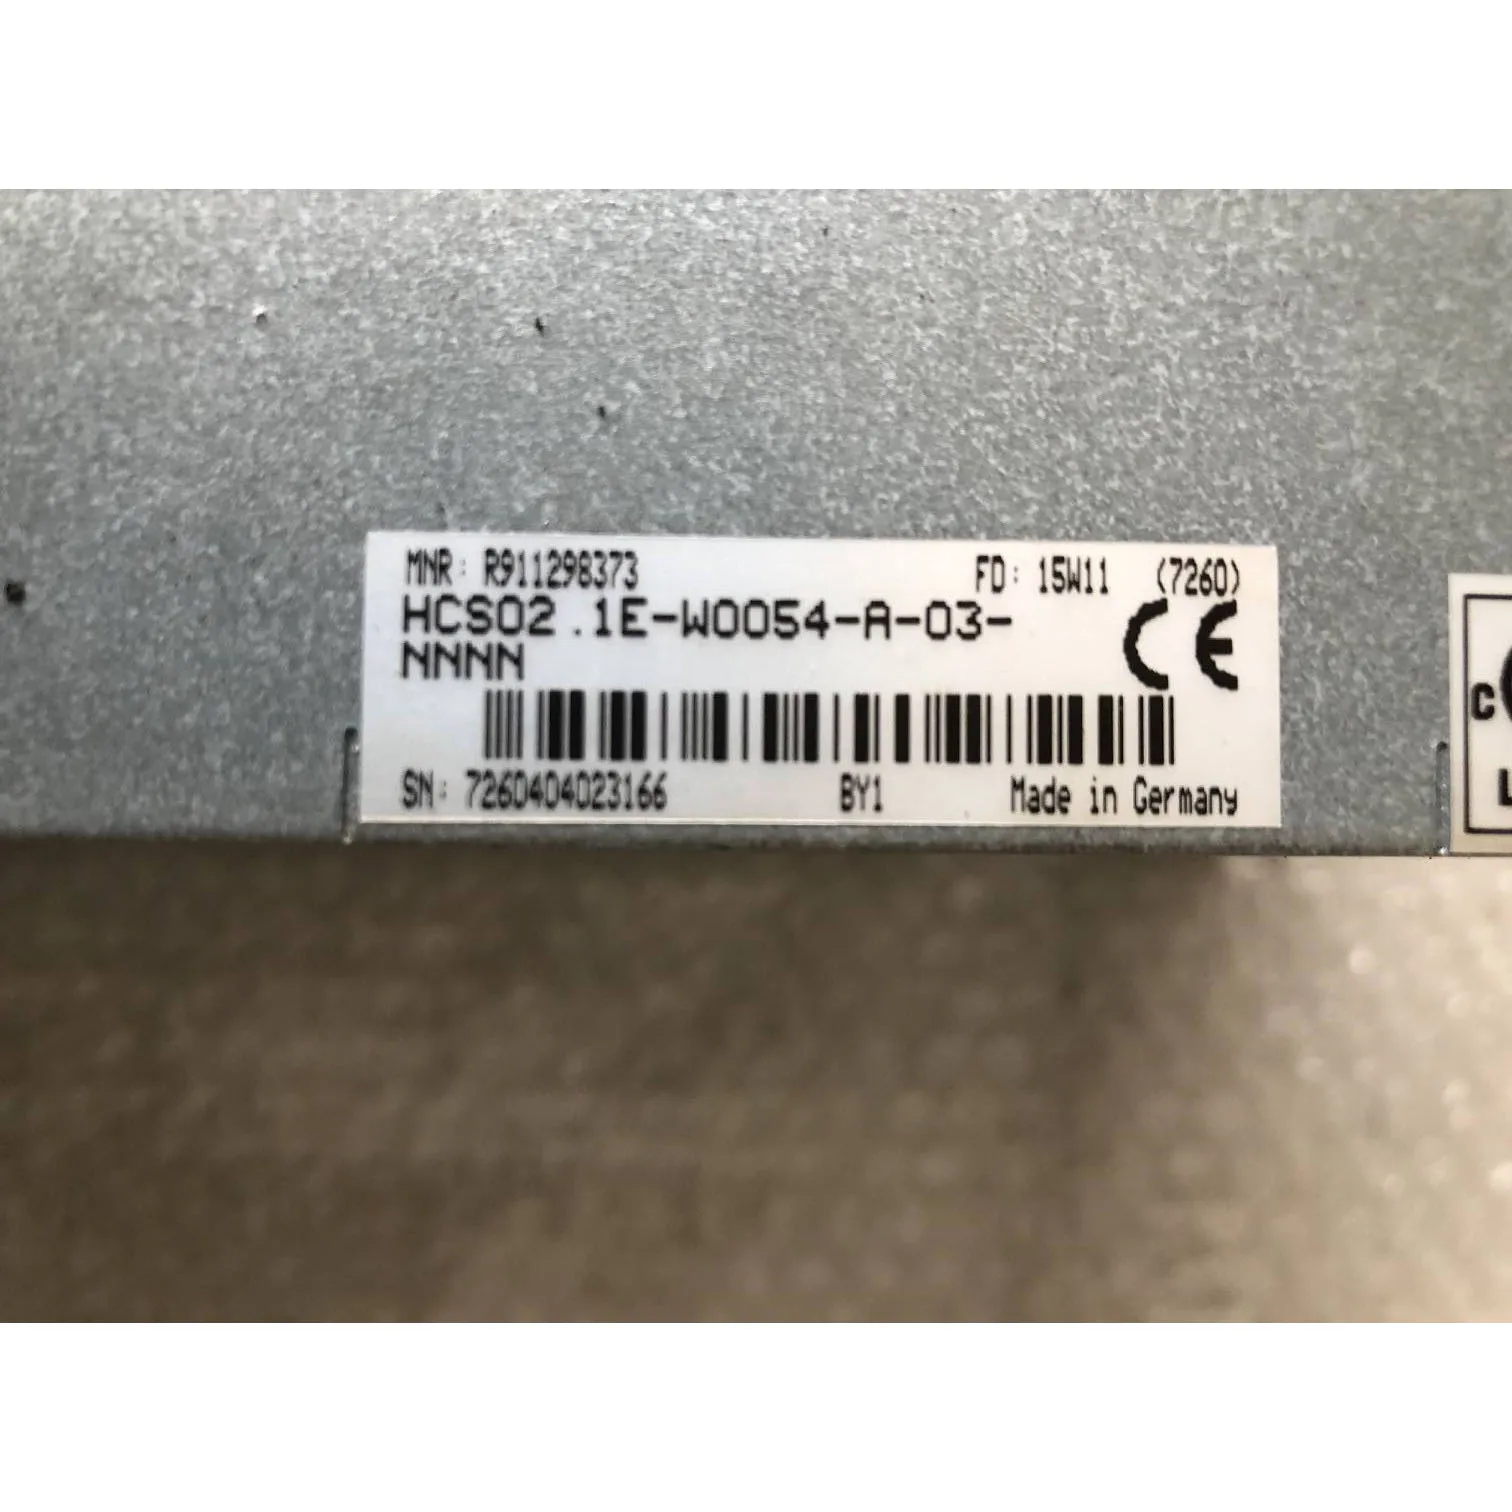 MNR: R911298373 FD: 15W11 (7260)
HCS02.1E-W0054-A-03-
NNNN
CE
SN: 7260404023166 BY1 Made in Germany
C
L